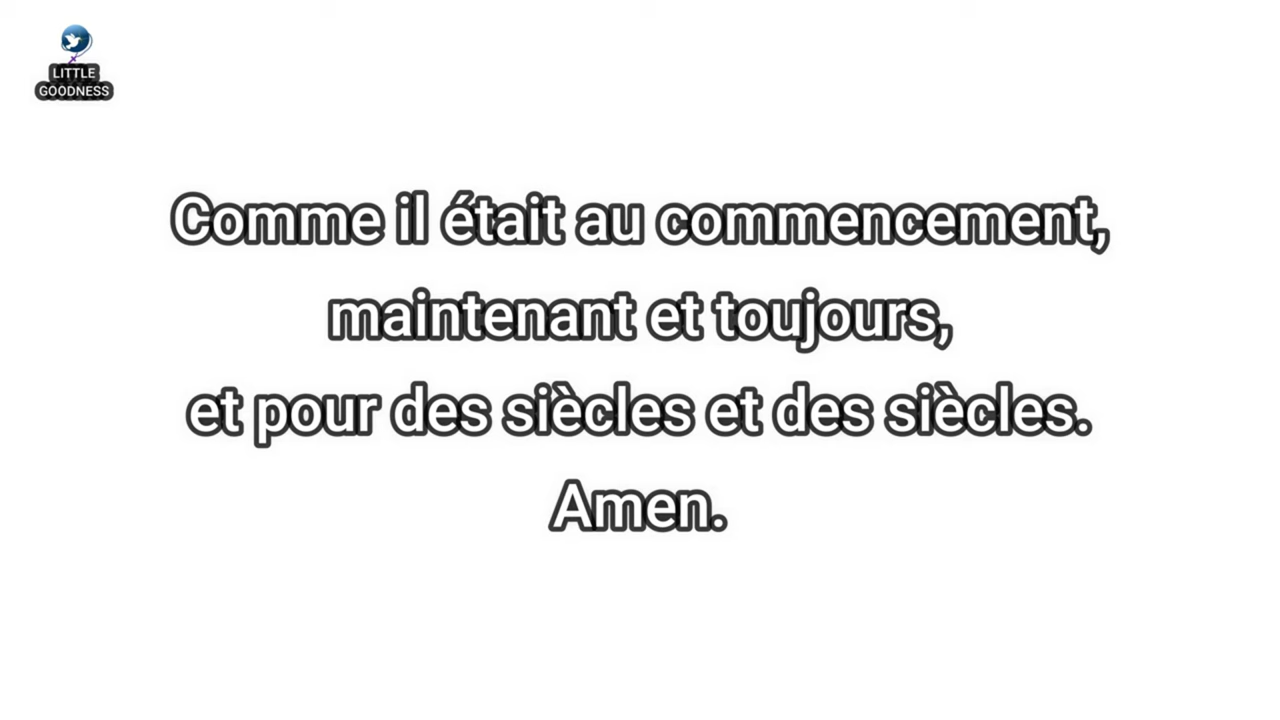 LITTLE
GOODNESS
Comme il était au commencement,
maintenant et toujours,
et pour des siècles et des siècles.
Amen.